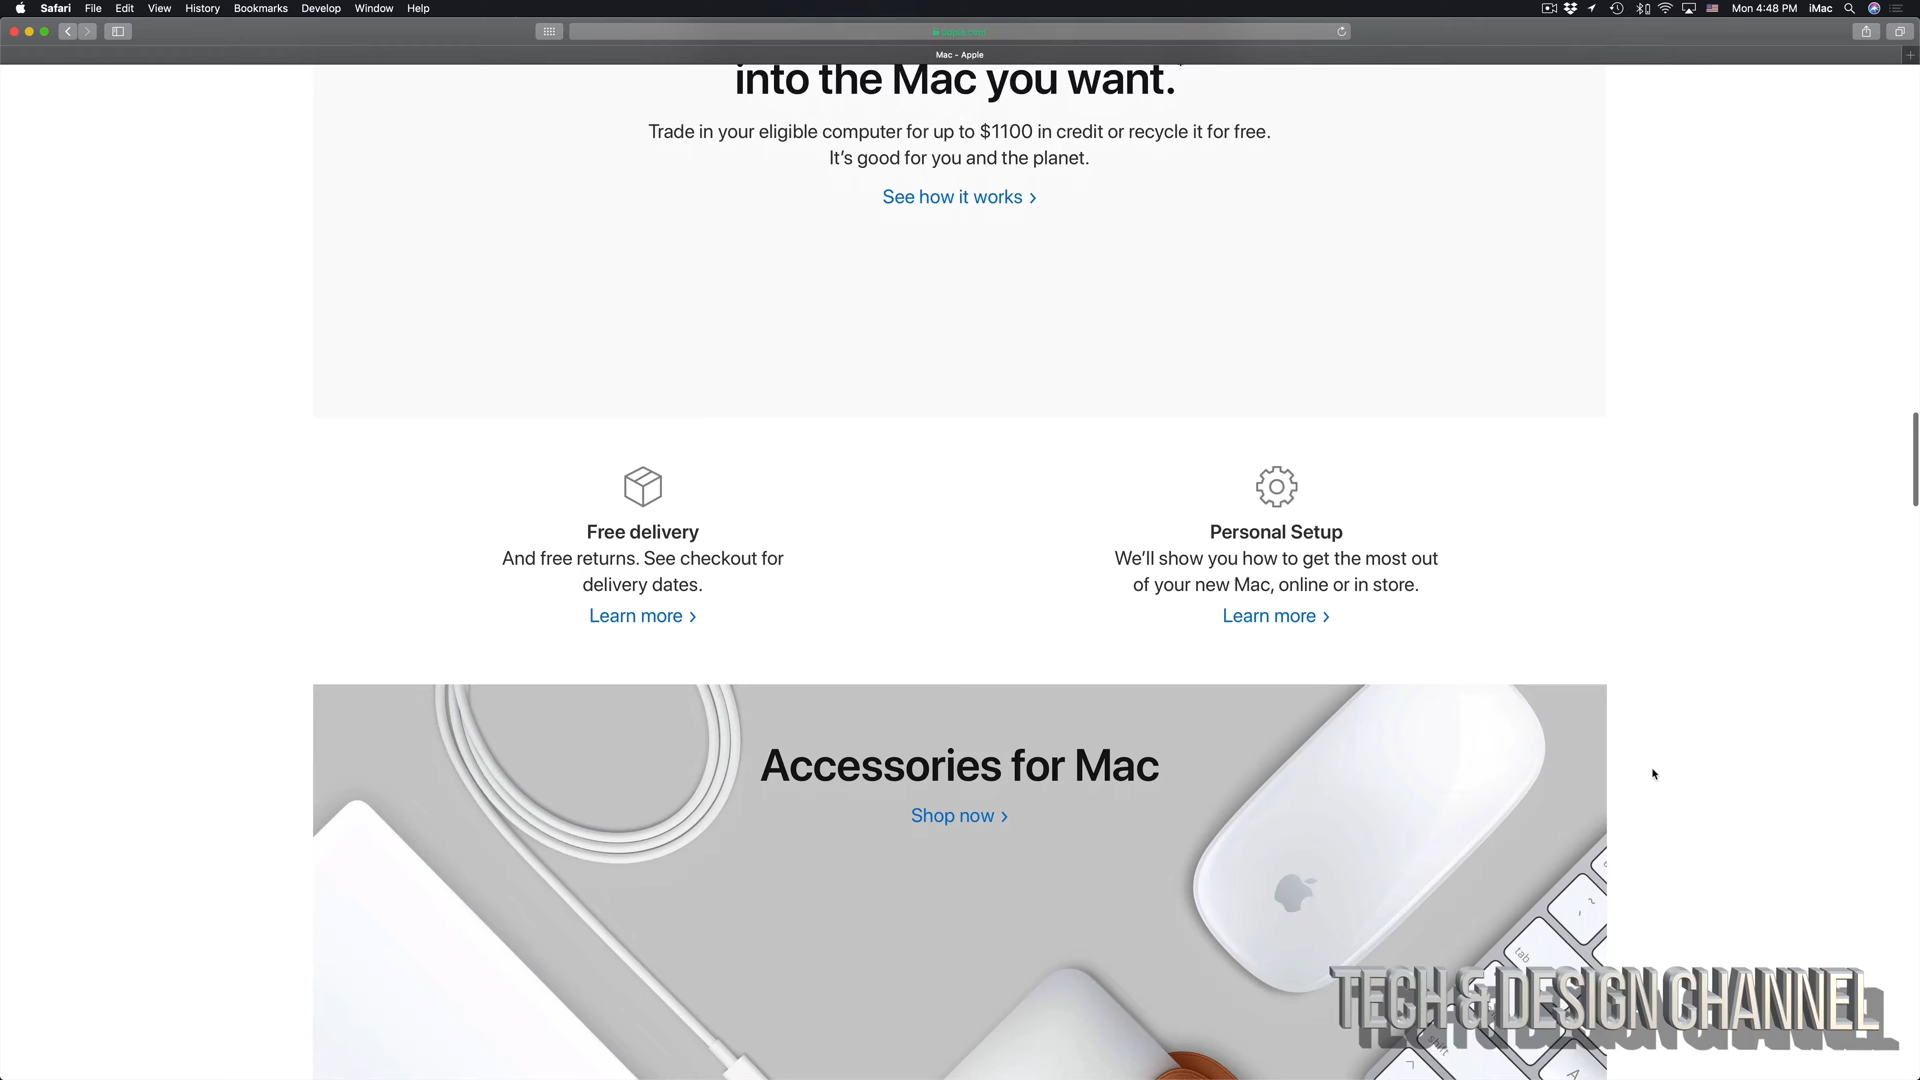 Safari File Edit View History Bookmarks Develop Window Help
Mon 4:48 PM iMac
apple.com
Mac - Apple
into the Mac you want.
Trade in your eligible computer for up to $1100 in credit or recycle it for free.
It’s good for you and the planet.
See how it works >
Free delivery
And free returns. See checkout for
delivery dates.
Learn more >
Personal Setup
We’ll show you how to get the most out
of your new Mac, online or in store.
Learn more >
Accessories for Mac
Shop now >
tab
shift
A
TECH & DESIGN CHANNEL